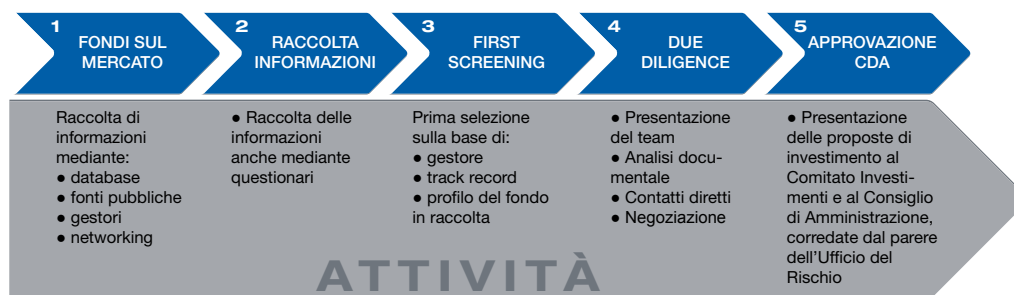 1
FONDI SUL
MERCATO
2
RACCOLTA
INFORMAZIONI
3
FIRST
SCREENING
4
DUE
DILIGENCE
5
APPROVAZIONE
CDA
Raccolta di
informazioni
mediante:
● database
● fonti pubbliche
● gestori
● networking
● Raccolta delle
informazioni
anche mediante
questionari
Prima selezione
sulla base di:
● gestore
● track record
● profilo del fondo
in raccolta
● Presentazione
del team
● Analisi docu-
mentale
● Contatti diretti
● Negoziazione
● Presentazione
delle proposte di
investimento al
Comitato Investi-
menti e al Consiglio
di Amministrazione,
corredate dal parere
dell'Ufficio del
Rischio
ATTIVITÀ